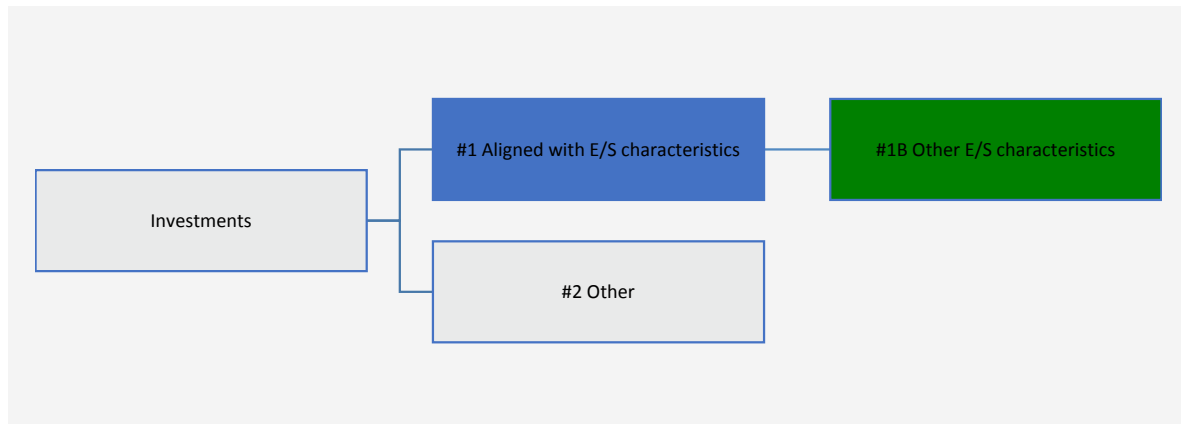 Investments
#1 Aligned with E/S characteristics
#1B Other E/S characteristics
#2 Other